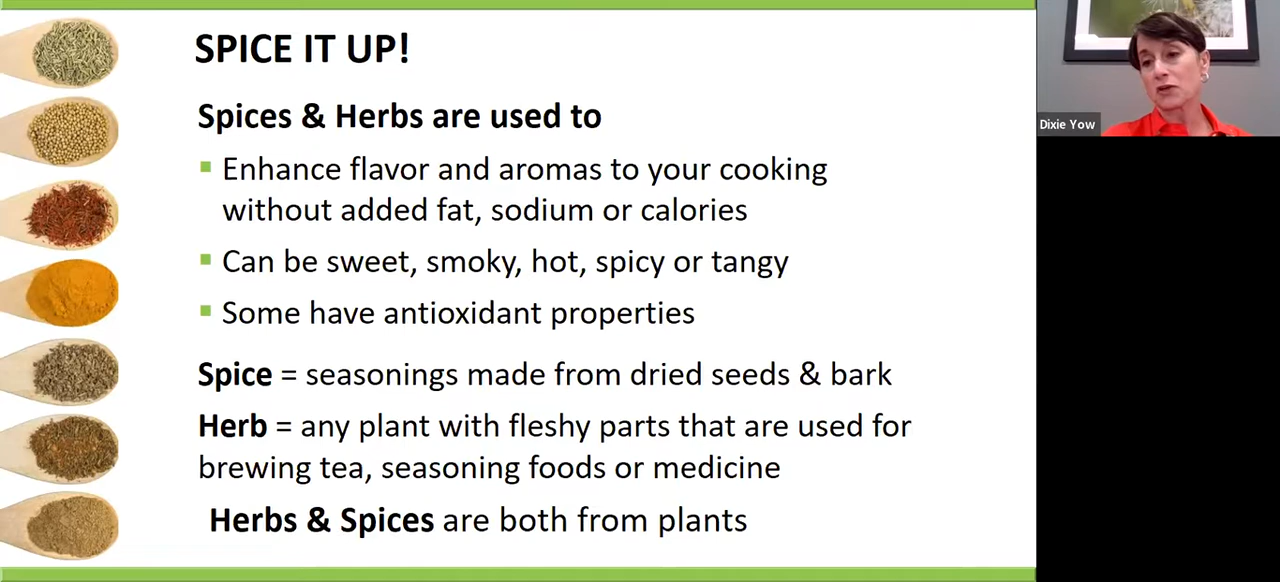 SPICE IT UP!
Spices & Herbs are used to
Enhance flavor and aromas to your cooking
without added fat, sodium or calories
Can be sweet, smoky, hot, spicy or tangy
Some have antioxidant properties
Spice = seasonings made from dried seeds & bark
Herb = any plant with fleshy parts that are used for
brewing tea, seasoning foods or medicine
Herbs & Spices are both from plants
Dixie Yow